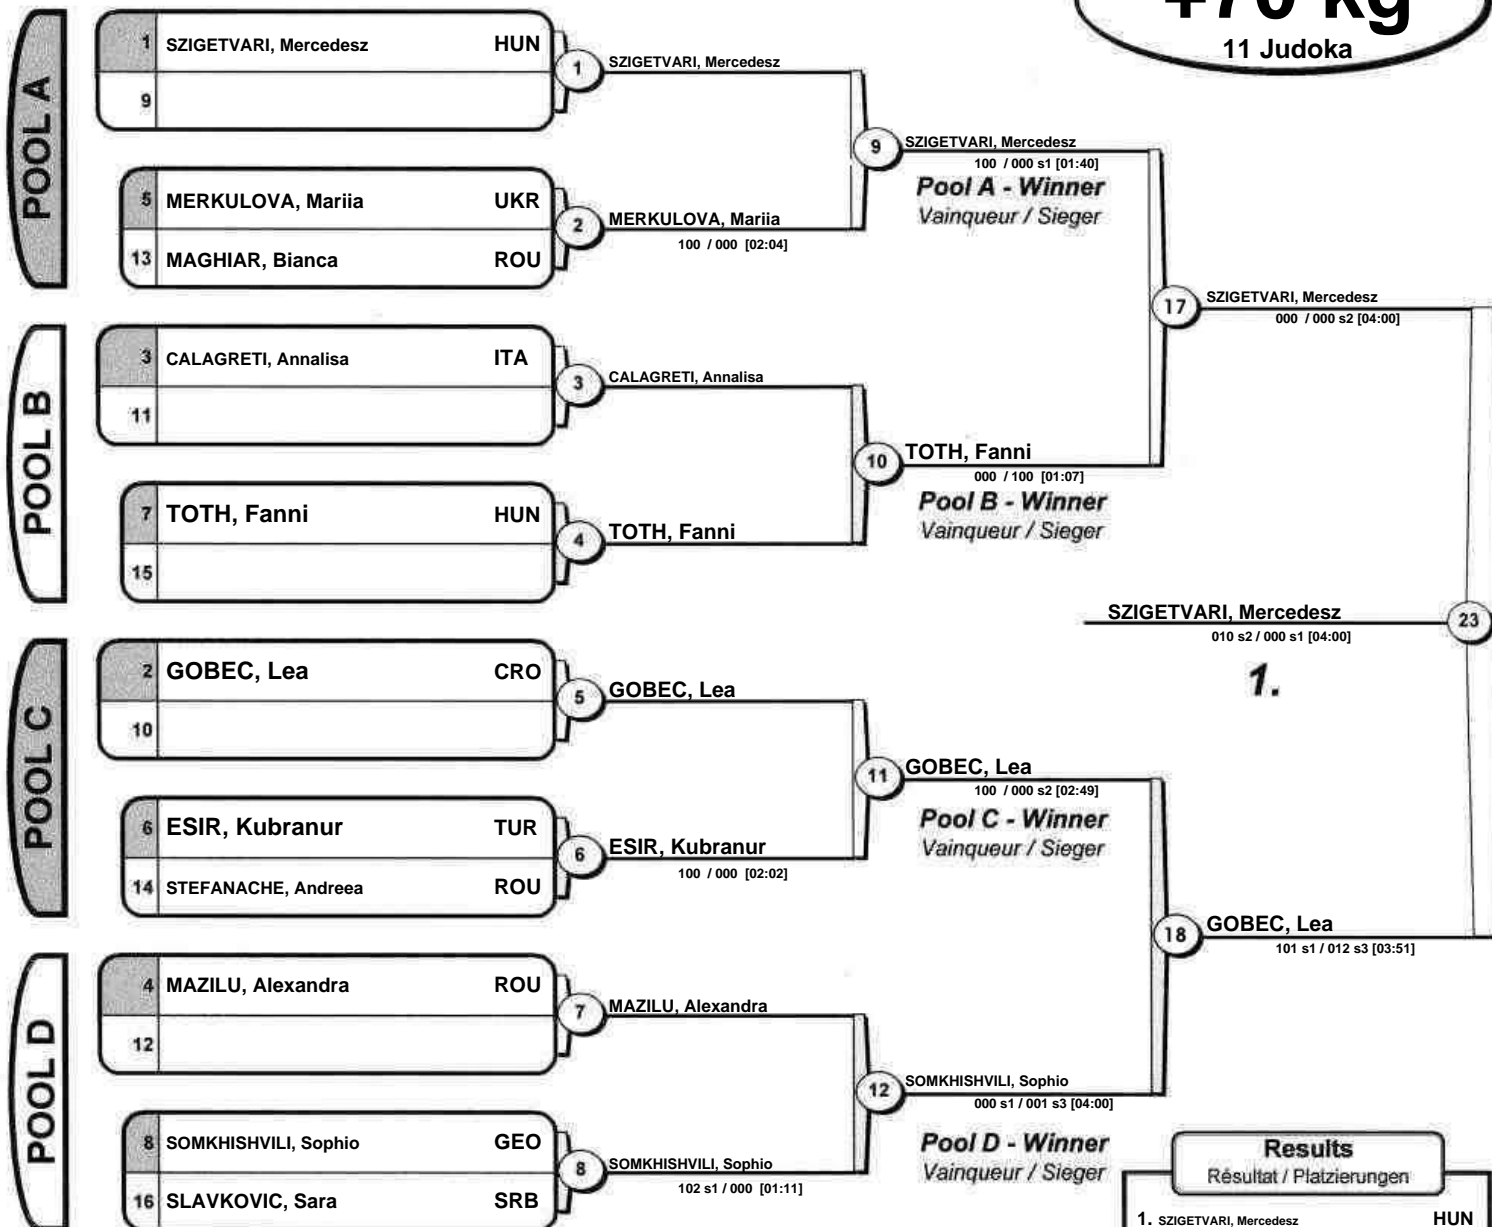 +70 kg
11 Judoka
POOL A
1 SZIGETVARI, Mercedesz HUN
9
5 MERKULOVA, Mariia UKR
13 MAGHIAR, Bianca ROU
1 SZIGETVARI, Mercedesz
2 MERKULOVA, Mariia
100 / 000 [02:04]
9 SZIGETVARI, Mercedesz
100 / 000 s1 [01:40]
Pool A - Winner
Vainqueur / Sieger
POOL B
3 CALAGRETI, Annalisa ITA
11
7 TOTH, Fanni HUN
15
3 CALAGRETI, Annalisa
4 TOTH, Fanni
10 TOTH, Fanni
000 / 100 [01:07]
Pool B - Winner
Vainqueur / Sieger
17 SZIGETVARI, Mercedesz
000 / 000 s2 [04:00]
SZIGETVARI, Mercedesz 23
010 s2 / 000 s1 [04:00]
1.
POOL C
2 GOBEC, Lea CRO
10
6 ESIR, Kubranur TUR
14 STEFANACHE, Andreea ROU
5 GOBEC, Lea
6 ESIR, Kubranur
100 / 000 [02:02]
11 GOBEC, Lea
100 / 000 s2 [02:49]
Pool C - Winner
Vainqueur / Sieger
POOL D
4 MAZILU, Alexandra ROU
12
8 SOMKHISHVILI, Sophio GEO
16 SLAVKOVIC, Sara SRB
7 MAZILU, Alexandra
8 SOMKHISHVILI, Sophio
102 s1 / 000 [01:11]
12 SOMKHISHVILI, Sophio
000 s1 / 001 s3 [04:00]
Pool D - Winner
Vainqueur / Sieger
18 GOBEC, Lea
101 s1 / 012 s3 [03:51]
Results
Résultat / Platzierungen
1. SZIGETVARI, Mercedesz HUN